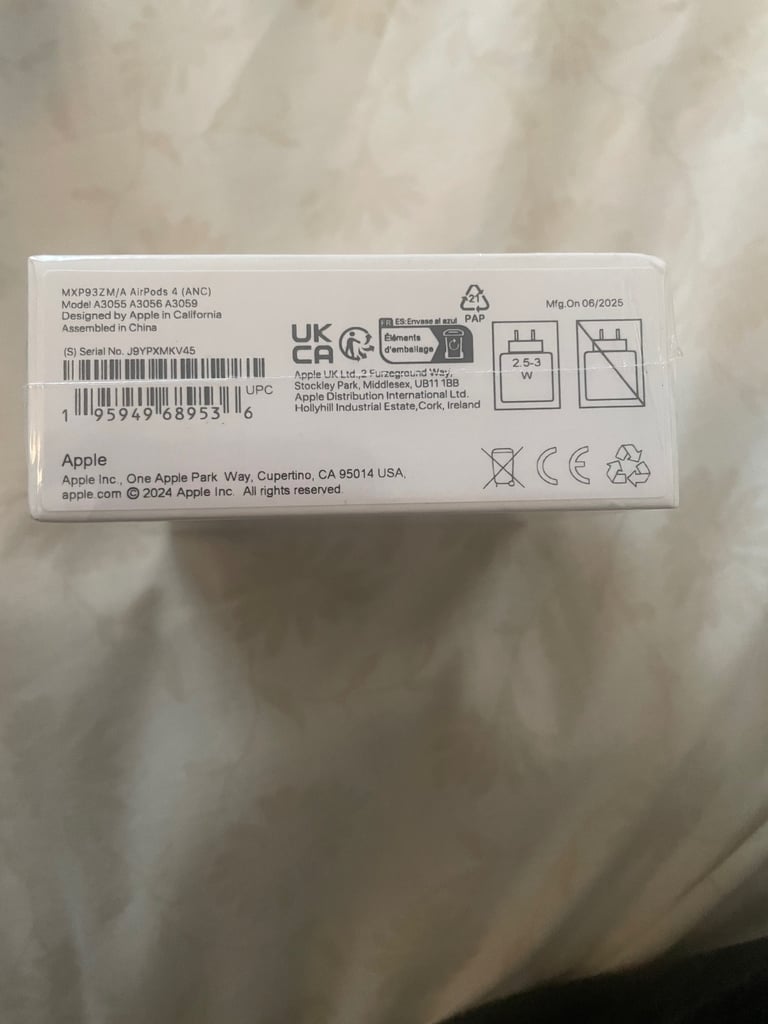 MXP93ZM/A AirPods 4 (ANC)
Model A3055 A3056 A3059
Designed by Apple in California
Assembled in China
(S) Serial No. J9YPXMKV45
UPC
1 95949 68953 6
Apple
Apple Inc., One Apple Park Way, Cupertino, CA 95014 USA,
apple.com © 2024 Apple Inc. All rights reserved.
UK
CA
FR ES:Envase al azul
Éléments
d'emballage
21
PAP
Apple UK Ltd.,2 Furzeground Way,
Stockley Park, Middlesex, UB11 1BB
Apple Distribution International Ltd.
Hollyhill Industrial Estate,Cork, Ireland
Mfg.On 06/2025
2.5-3
W
CE